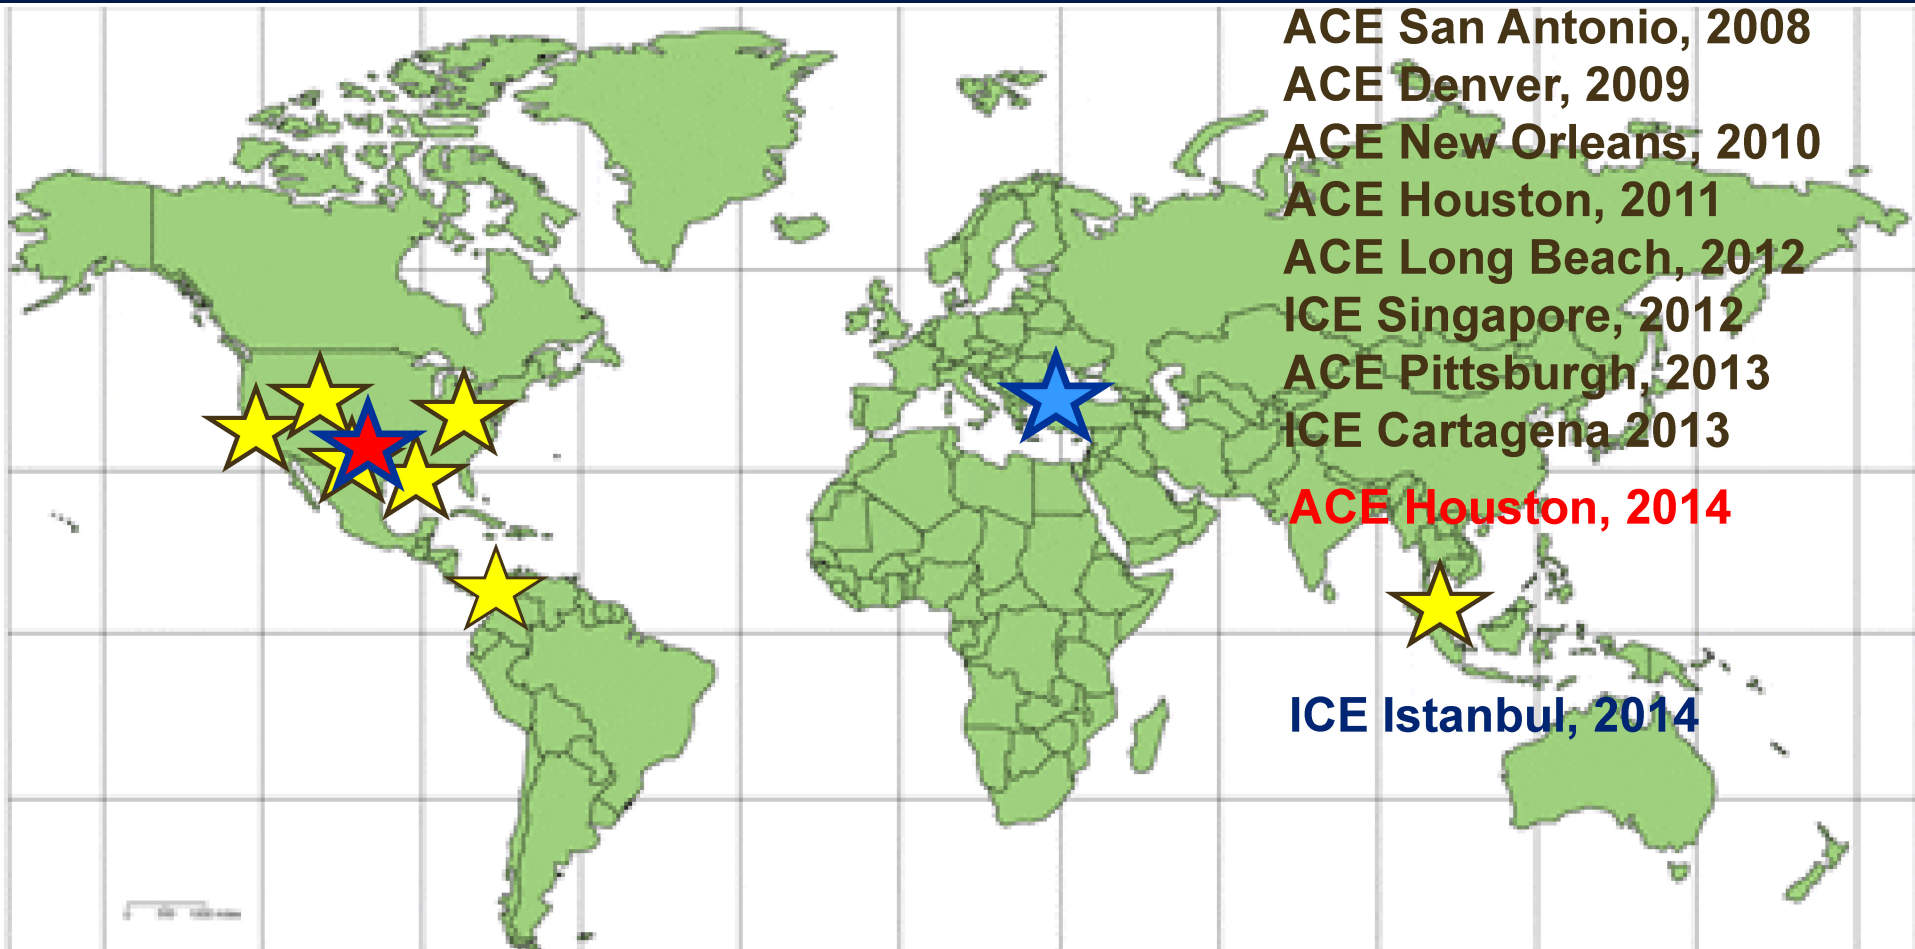 ACE San Antonio, 2008
ACE Denver, 2009
ACE New Orleans, 2010
ACE Houston, 2011
ACE Long Beach, 2012
ICE Singapore, 2012
ACE Pittsburgh, 2013
ICE Cartagena 2013
ACE Houston, 2014
ICE Istanbul, 2014